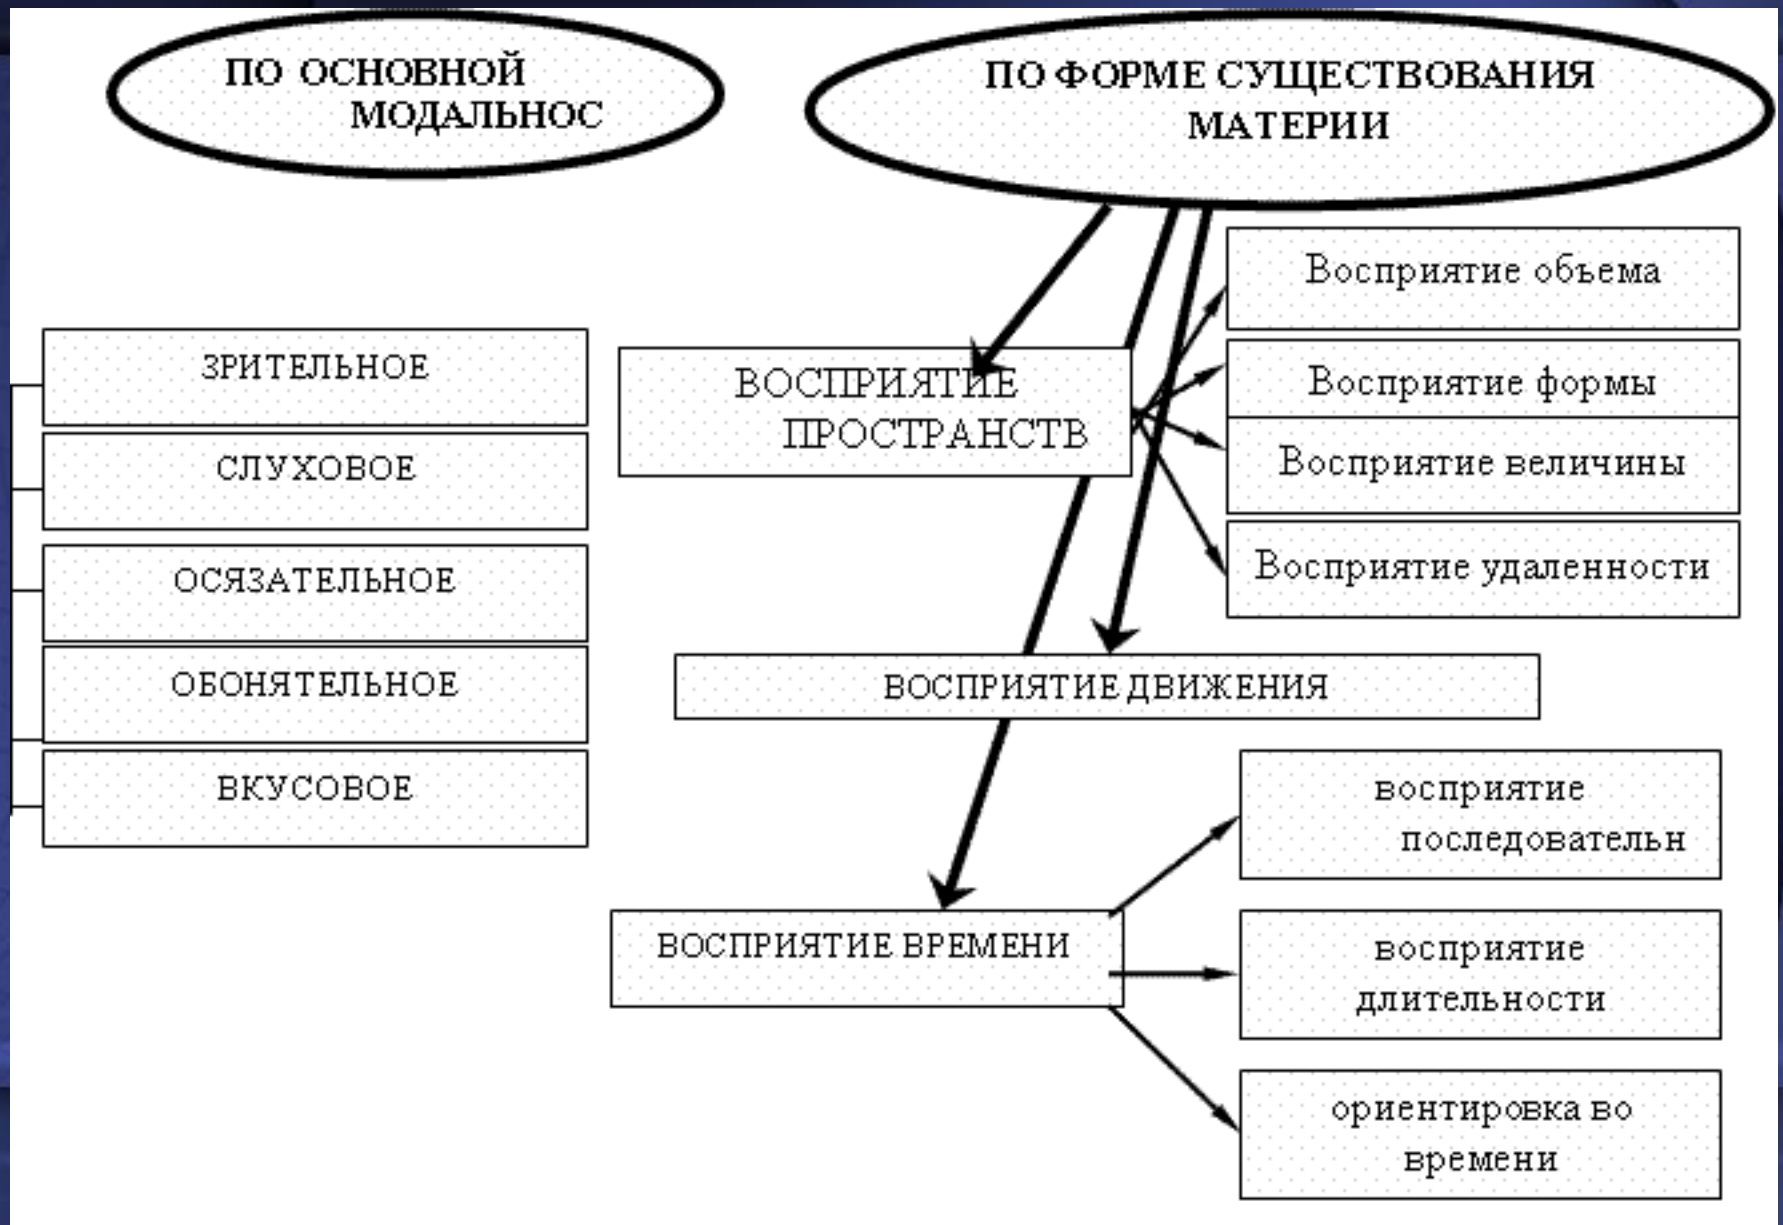 ПО ОСНОВНОЙ
МОДАЛЬНОС
ПО ФОРМЕ СУЩЕСТВОВАНИЯ
МАТЕРИИ
ЗРИТЕЛЬНОЕ
СЛУХОВОЕ
ОСЯЗАТЕЛЬНОЕ
ОБОНЯТЕЛЬНОЕ
ВКУСОВОЕ
ВОСПРИЯТИЕ
ПРОСТРАНСТВ
Восприятие объема
Восприятие формы
Восприятие величины
Восприятие удаленности
ВОСПРИЯТИЕ ДВИЖЕНИЯ
ВОСПРИЯТИЕ ВРЕМЕНИ
восприятие
последовательн
восприятие
длительности
ориентировка во
времени